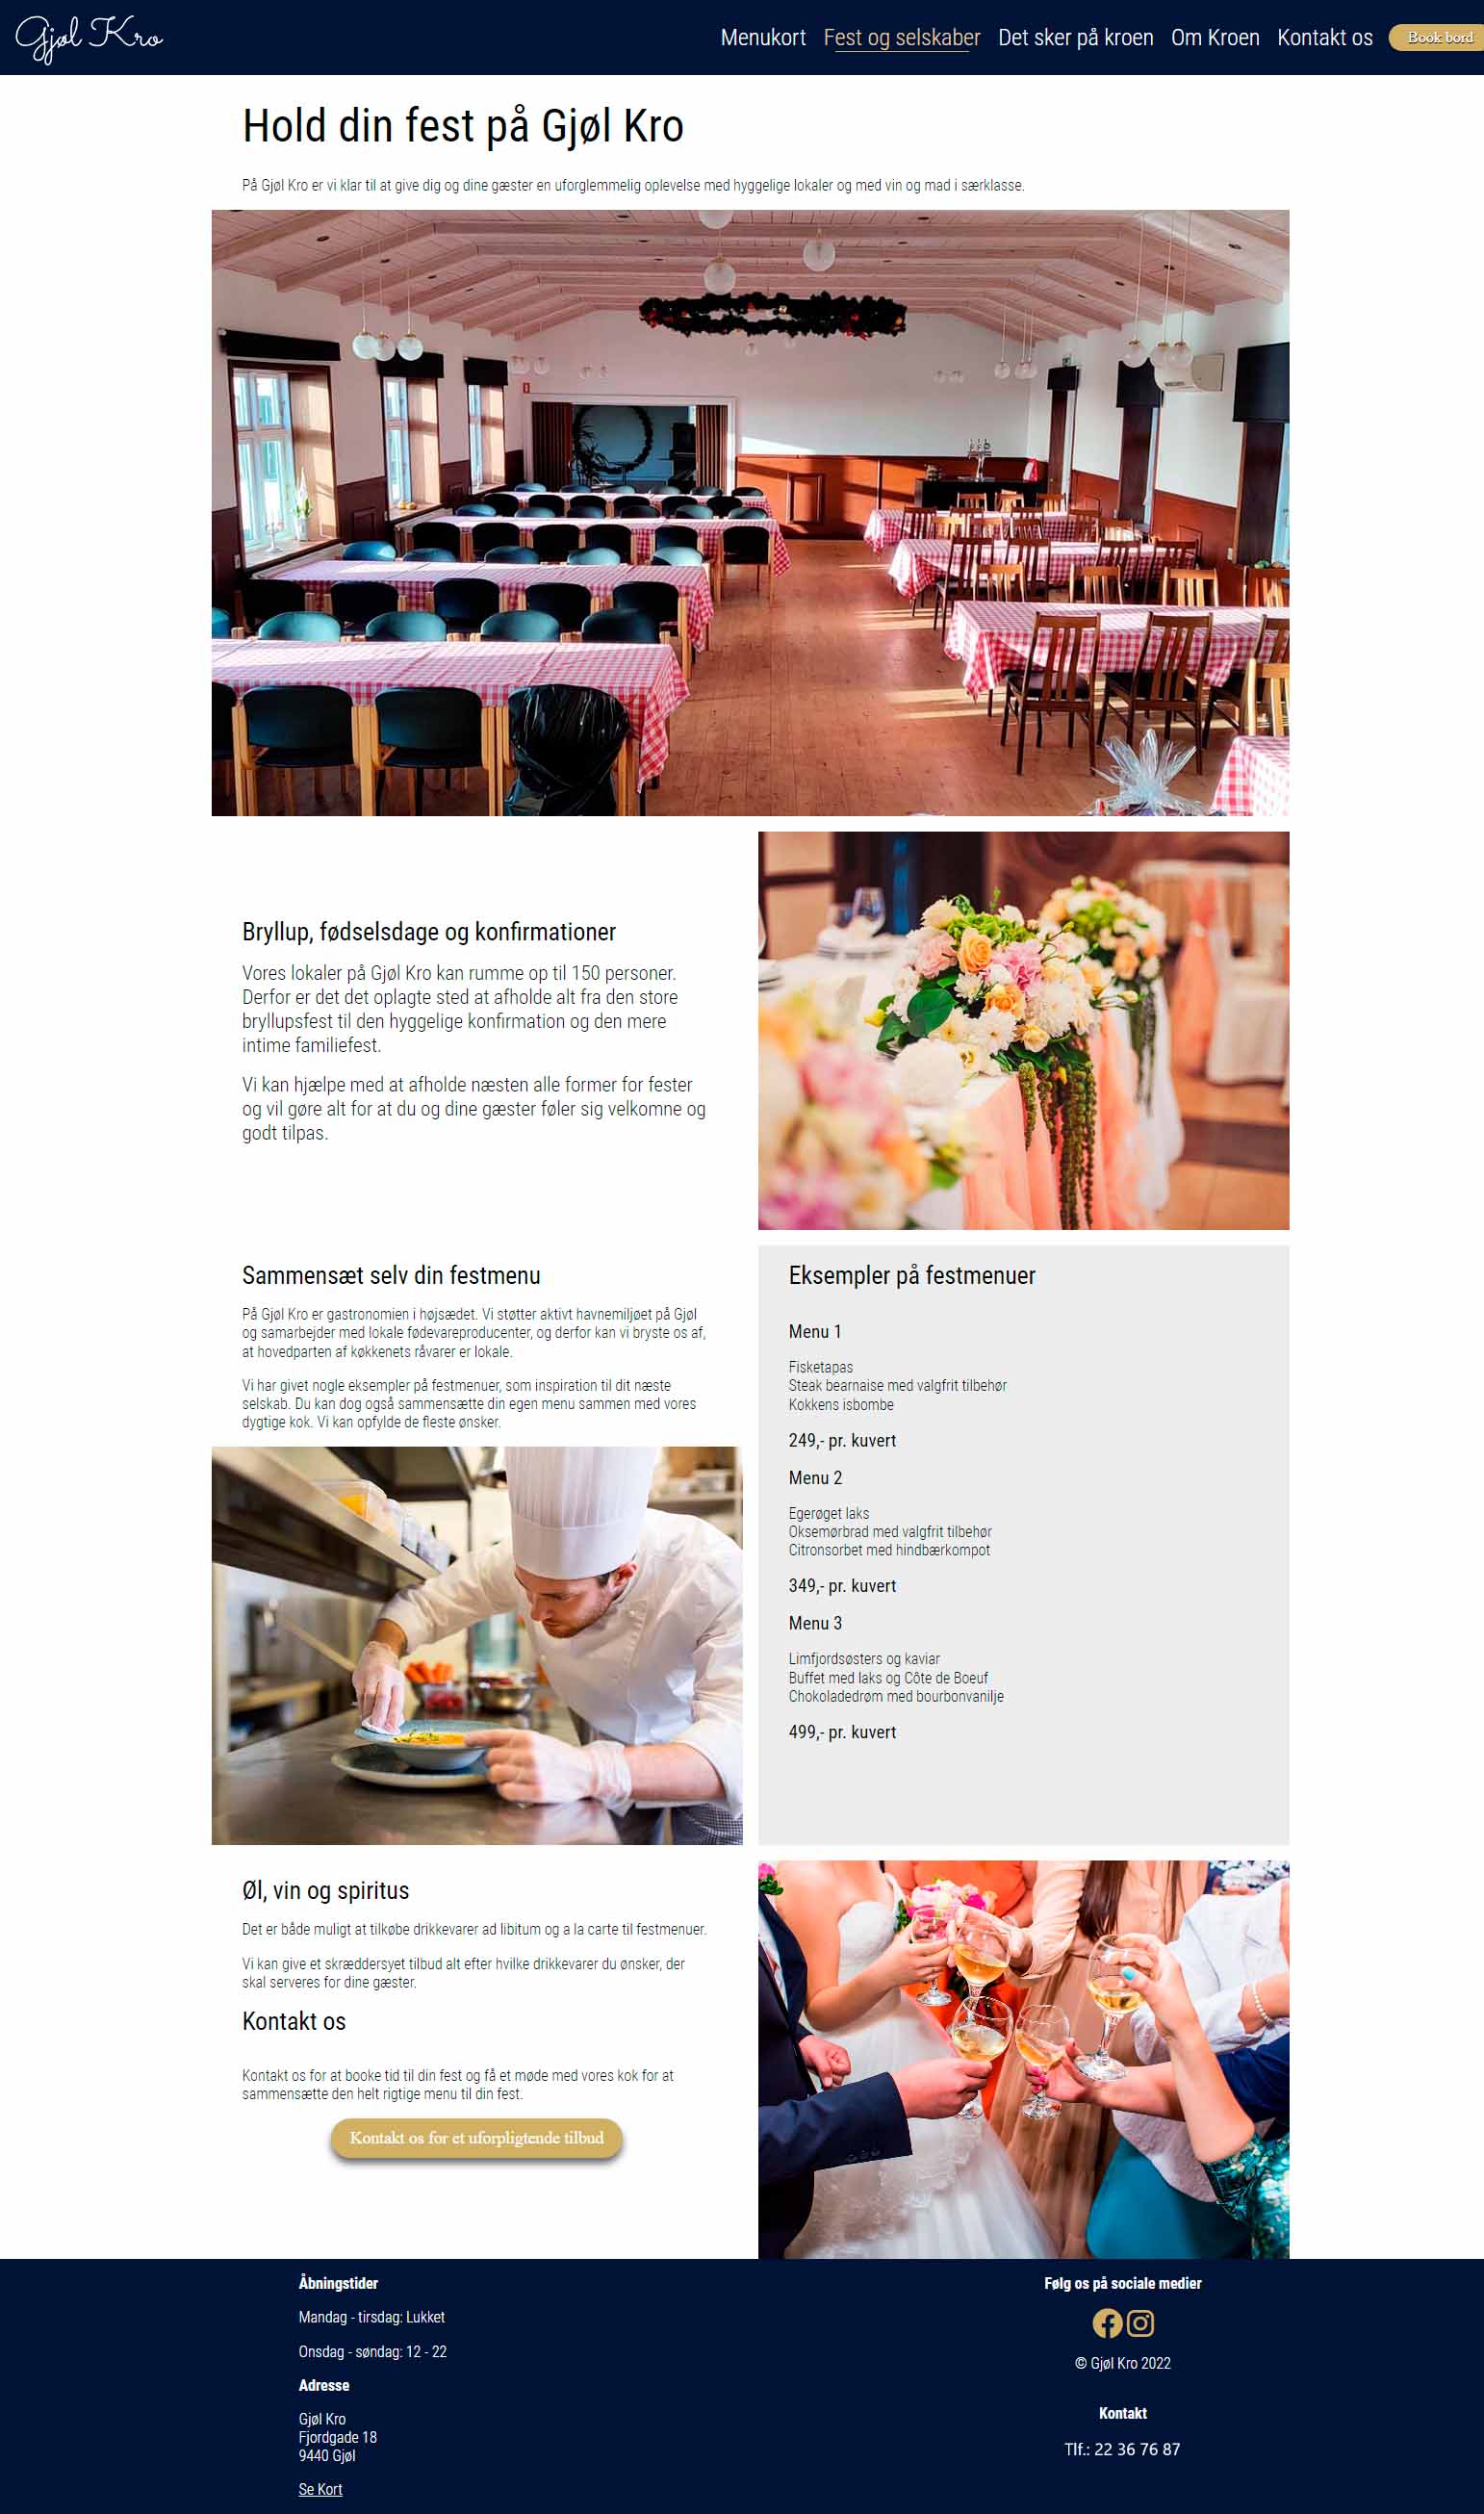 Gjøl Kro
Menukort Fest og selskaber Det sker på kroen Om Kroen Kontakt os Book bord
Hold din fest på Gjøl Kro
På Gjøl Kro er vi klar til at give dig og dine gæster en uforglemmelig oplevelse med hyggelige lokaler og med vin og mad i særklasse.
Bryllup, fødselsdage og konfirmationer
Vores lokaler på Gjøl Kro kan rumme op til 150 personer.
Derfor er det det oplagte sted at afholde alt fra den store
bryllupsfest til den hyggelige konfirmation og den mere
intime familiefest.
Vi kan hjælpe med at afholde næsten alle former for fester
og vil gøre alt for at du og dine gæster føler sig velkomne og
godt tilpas.
Sammensæt selv din festmenu
På Gjøl Kro er gastronomien i højsædet. Vi støtter aktivt havnemiljøet på Gjøl
og samarbejder med lokale fødevareproducenter, og derfor kan vi bryste os af,
at hovedparten af køkkenets råvarer er lokale.
Vi har givet nogle eksempler på festmenuer, som inspiration til dit næste
selskab. Du kan dog også sammensætte din egen menu sammen med vores
dygtige kok. Vi kan opfylde de fleste ønsker.
Eksempler på festmenuer
Menu 1
Fisketapas
Steak bearnaise med valgfrit tilbehør
Kokkens isbombe
249,- pr. kuvert
Menu 2
Egerøget laks
Oksemørbrad med valgfrit tilbehør
Citronsorbet med hindbærkompot
349,- pr. kuvert
Menu 3
Limfjordsøsters og kaviar
Buffet med laks og Côte de Boeuf
Chokoladedrøm med bourbonvanilje
499,- pr. kuvert
Øl, vin og spiritus
Det er både muligt at tilkøbe drikkevarer ad libitum og a la carte til festmenuer.
Vi kan give et skræddersyet tilbud alt efter hvilke drikkevarer du ønsker, der
skal serveres for dine gæster.
Kontakt os
Kontakt os for at booke tid til din fest og få et møde med vores kok for at
sammensætte den helt rigtige menu til din fest.
Kontakt os for et uforpligtende tilbud
Åbningstider
Mandag - tirsdag: Lukket
Onsdag - søndag: 12 - 22
Adresse
Gjøl Kro
Fjordgade 18
9440 Gjøl
Se Kort
Følg os på sociale medier
© Gjøl Kro 2022
Kontakt
Tlf.: 22 36 76 87